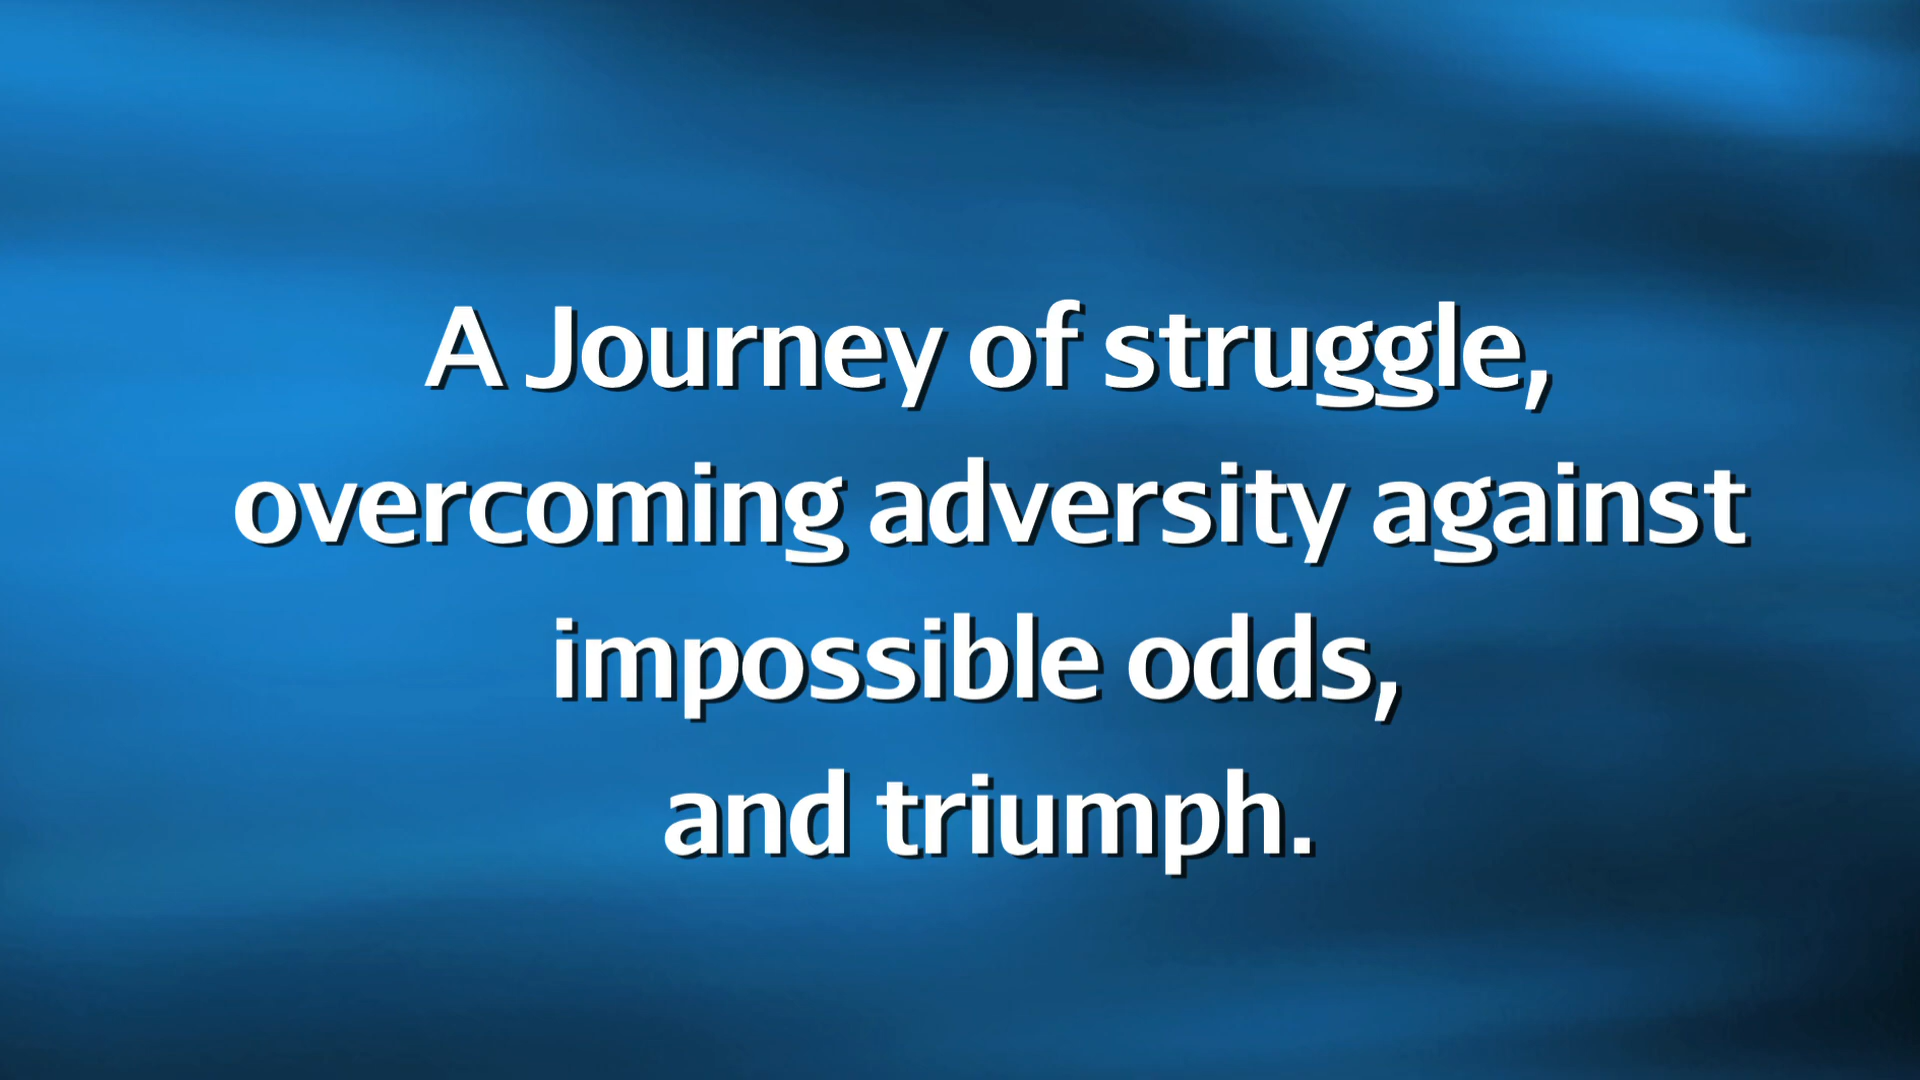 A Journey of struggle,
overcoming adversity against
impossible odds,
and triumph.